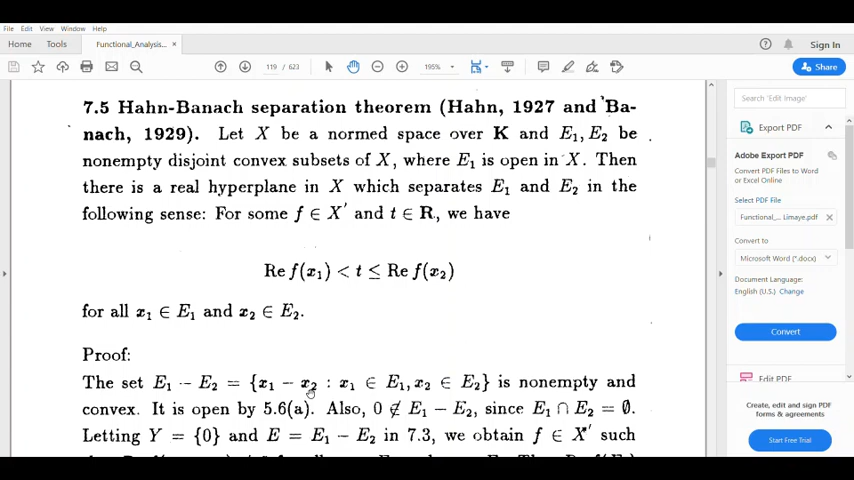 File Edit View Window Help
Home Tools Functional_Analysis... × Sign In
119 / 623 195% Share
7.5 Hahn-Banach separation theorem (Hahn, 1927 and Ba-
nach, 1929). Let X be a normed space over K and E₁, E₂ be
nonempty disjoint convex subsets of X, where E₁ is open in X. Then
there is a real hyperplane in X which separates E₁ and E₂ in the
following sense: For some f ∈ X′ and t ∈ R, we have
Re f(x₁) < t ≤ Re f(x₂)
for all x₁ ∈ E₁ and x₂ ∈ E₂.
Proof:
The set E₁ − E₂ = {x₁ − x₂ : x₁ ∈ E₁, x₂ ∈ E₂} is nonempty and
convex. It is open by 5.6(a). Also, 0 ∉ E₁ − E₂, since E₁ ∩ E₂ = ∅.
Letting Y = {0} and E = E₁ − E₂ in 7.3, we obtain f ∈ X′ such
Search 'Edit Image'
Export PDF
Adobe Export PDF
Convert PDF Files to Word
or Excel Online
Select PDF File
Functional_... Limaye.pdf ×
Convert to
Microsoft Word (*.docx)
Document Language:
English (U.S.) Change
Convert
Edit PDF
Create, edit and sign PDF
forms & agreements
Start Free Trial